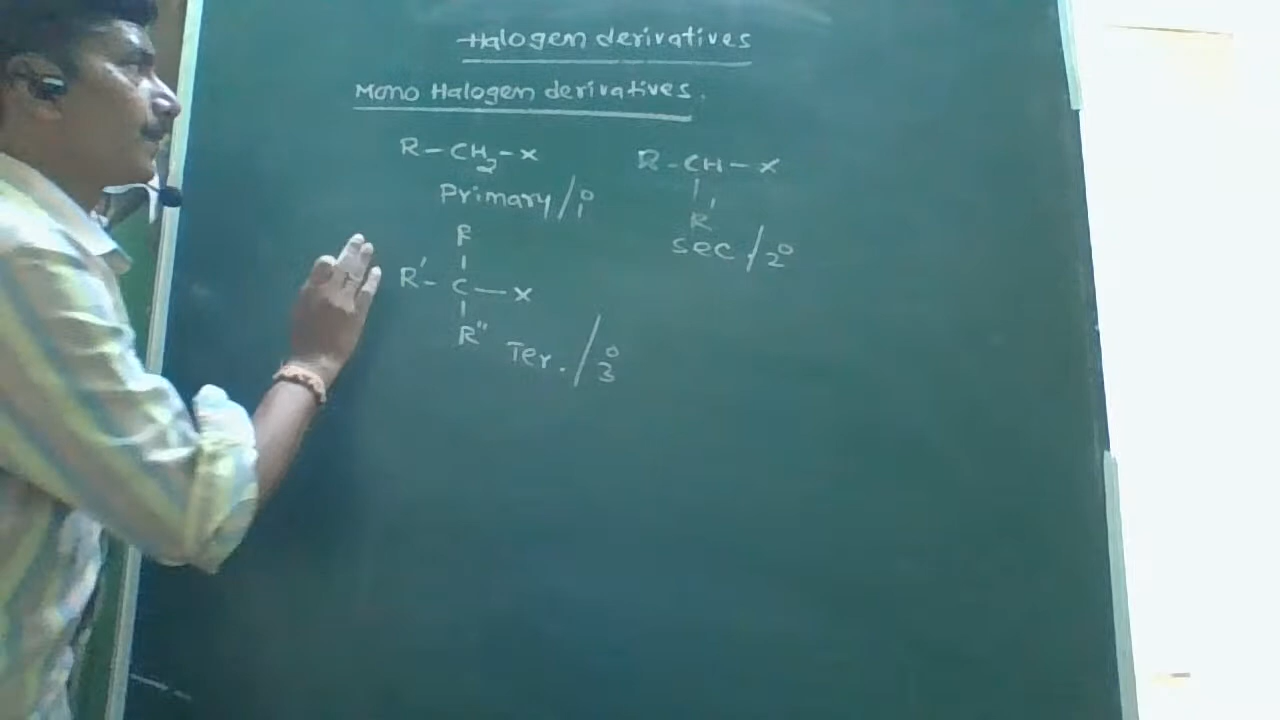 Halogen derivatives
Mono Halogen derivatives.
R-CH₂-X
Primary/1°
R-CH-X
|
R'
Sec/2°
R
|
R'-C-X
|
R"
Ter./3°